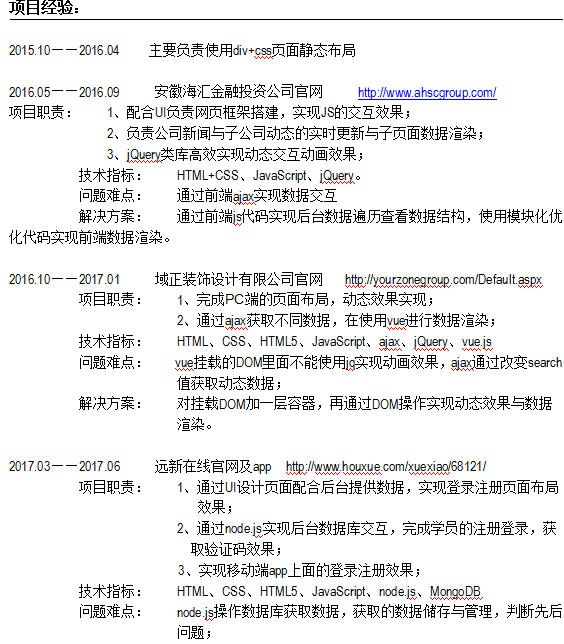 项目经验：
2015.10——2016.04 主要负责使用div+css页面静态布局
2016.05——2016.09 安徽海汇金融投资公司官网 http://www.ahscgroup.com/
项目职责： 1、配合UI负责网页框架搭建，实现JS的交互效果；
2、负责公司新闻与子公司动态的实时更新与子页面数据渲染；
3、jQuery类库高效实现动态交互动画效果；
技术指标： HTML+CSS、JavaScript、jQuery。
问题难点： 通过前端ajax实现数据交互
解决方案： 通过前端js代码实现后台数据遍历查看数据结构，使用模块化优
化代码实现前端数据渲染。
2016.10——2017.01 域正装饰设计有限公司官网 http://yourzonegroup.com/Default.aspx
项目职责： 1、完成PC端的页面布局，动态效果实现；
2、通过ajax获取不同数据，在使用vue进行数据渲染；
技术指标： HTML、CSS、HTML5、JavaScript、ajax、jQuery、vue.js
问题难点： vue挂载的DOM里面不能使用jq实现动画效果，ajax通过改变search
值获取动态数据；
解决方案： 对挂载DOM加一层容器，再通过DOM操作实现动态效果与数据
渲染。
2017.03——2017.06 远新在线官网及app http://www.houxue.com/xuexiao/68121/
项目职责： 1、通过UI设计页面配合后台提供数据，实现登录注册页面布局
效果；
2、通过node.js实现后台数据库交互，完成学员的注册登录，获
取验证码效果；
3、实现移动端app上面的登录注册效果；
技术指标： HTML、CSS、HTML5、JavaScript、node.js、MongoDB
问题难点： node.js操作数据库获取数据，获取的数据储存与管理，判断先后
问题；